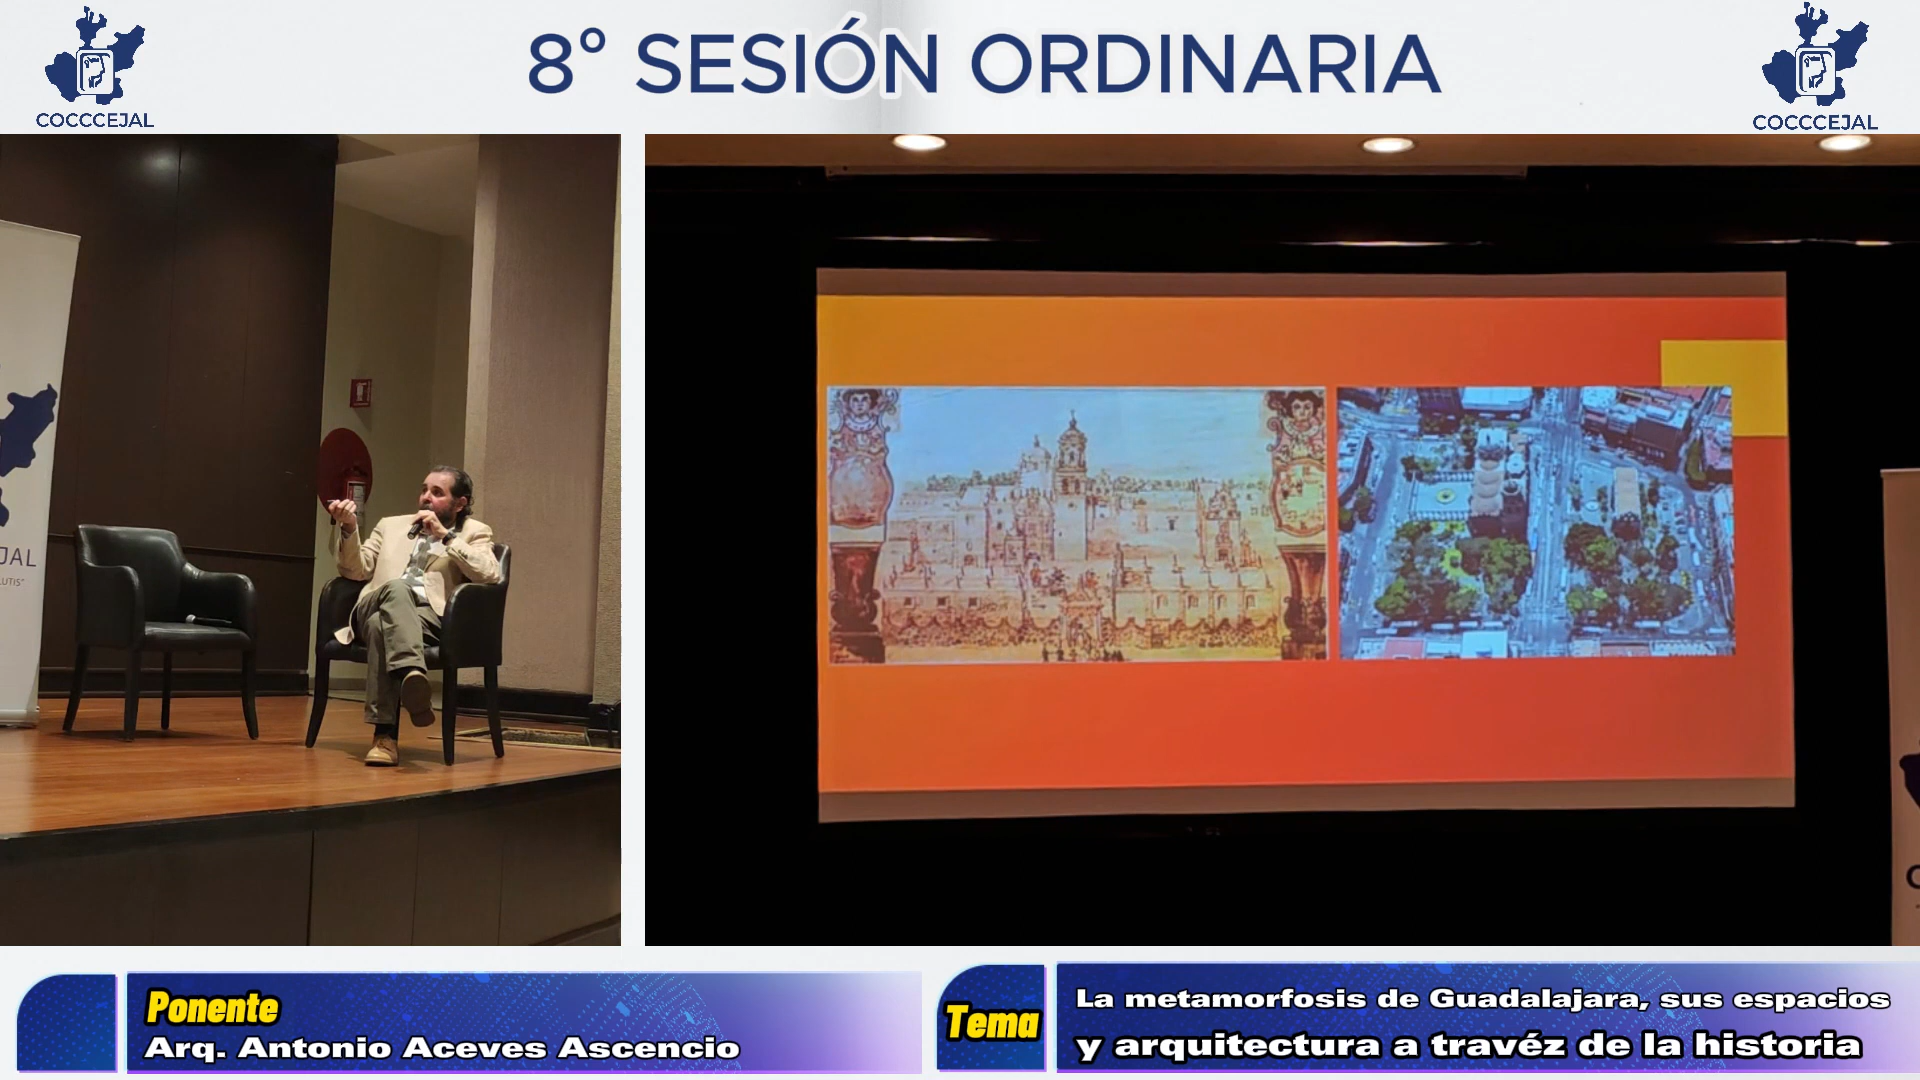 8° SESIÓN ORDINARIA
COCCCEJAL
COCCCEJAL
JAL
Ponente
Arq. Antonio Aceves Ascencio
Tema
La metamorfosis de Guadalajara, sus espacios
y arquitectura a travéz de la historia